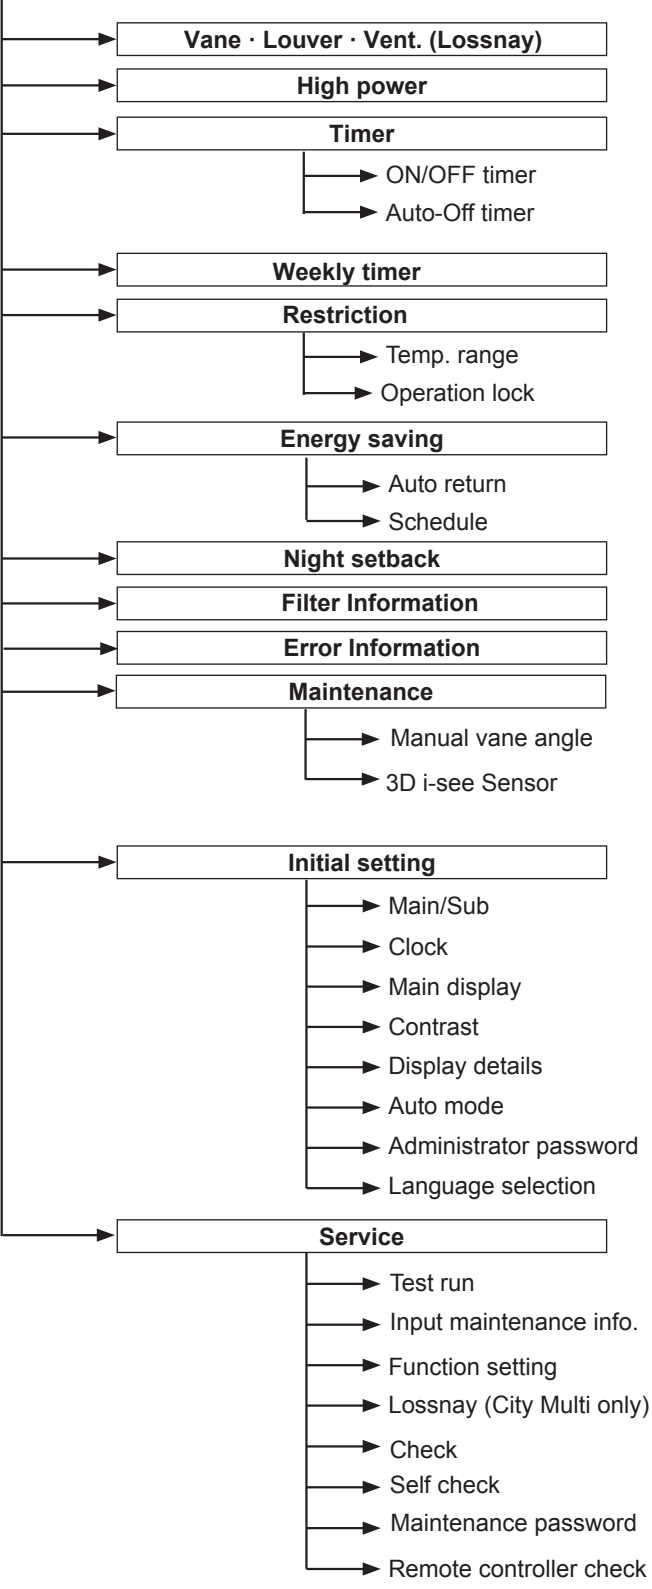 Vane · Louver · Vent. (Lossnay)
High power
Timer
ON/OFF timer
Auto-Off timer
Weekly timer
Restriction
Temp. range
Operation lock
Energy saving
Auto return
Schedule
Night setback
Filter Information
Error Information
Maintenance
Manual vane angle
3D i-see Sensor
Initial setting
Main/Sub
Clock
Main display
Contrast
Display details
Auto mode
Administrator password
Language selection
Service
Test run
Input maintenance info.
Function setting
Lossnay (City Multi only)
Check
Self check
Maintenance password
Remote controller check